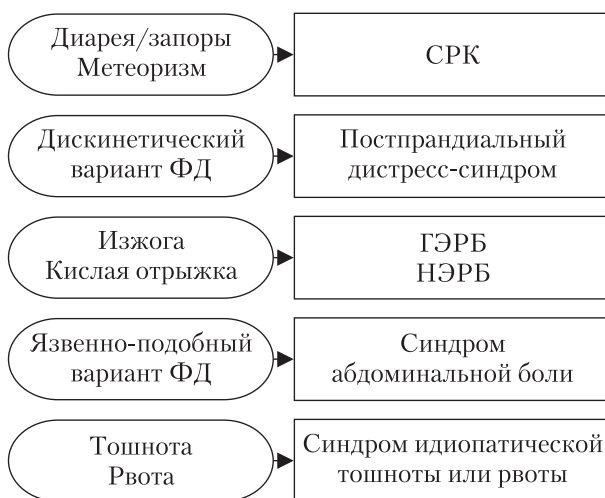 Диарея/запоры
Метеоризм
СРК
Дискинетический
вариант ФД
Постпрандиальный
дистресс-синдром
Изжога
Кислая отрыжка
ГЭРБ
НЭРБ
Язвенно-подобный
вариант ФД
Синдром
абдоминальной боли
Тошнота
Рвота
Синдром идиопатической
тошноты или рвоты